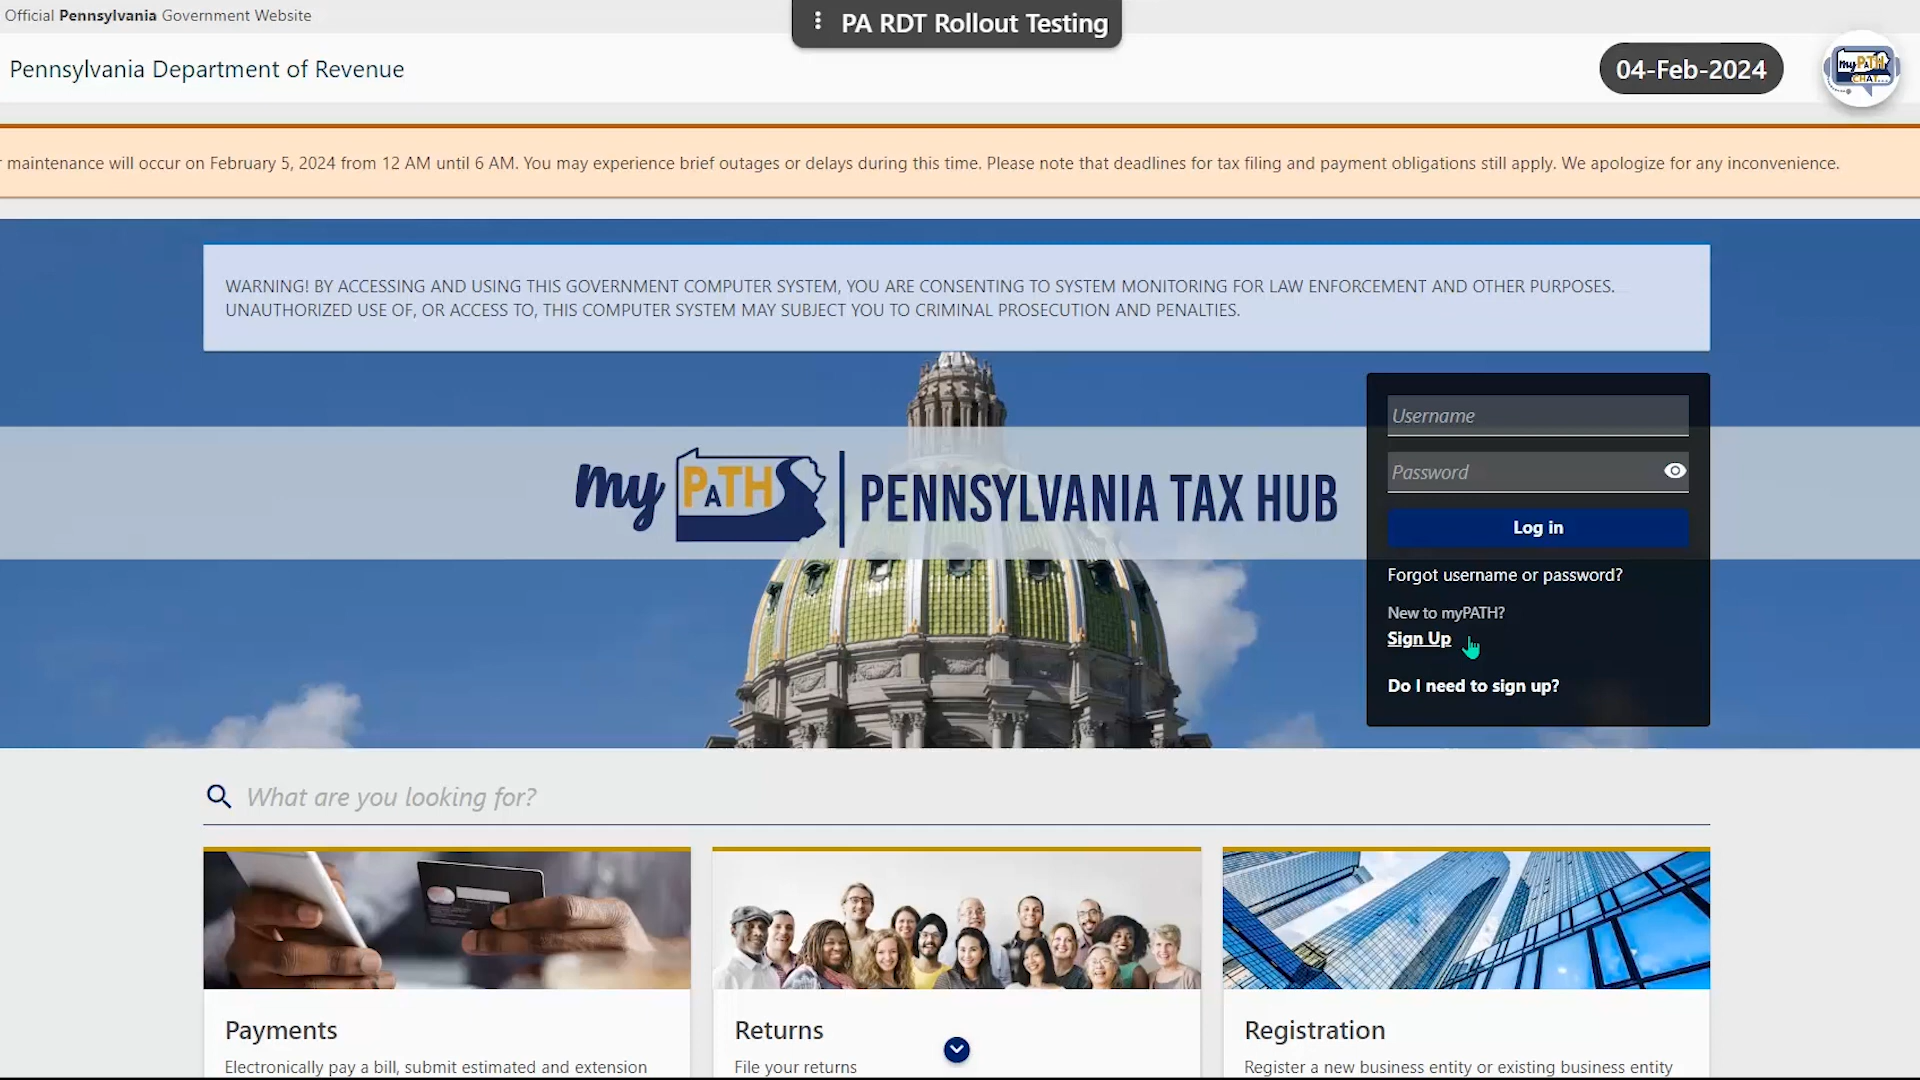 Official Pennsylvania Government Website
PA RDT Rollout Testing
Pennsylvania Department of Revenue
04-Feb-2024
myPATH
CHAT...
maintenance will occur on February 5, 2024 from 12 AM until 6 AM. You may experience brief outages or delays during this time. Please note that deadlines for tax filing and payment obligations still apply. We apologize for any inconvenience.
WARNING! BY ACCESSING AND USING THIS GOVERNMENT COMPUTER SYSTEM, YOU ARE CONSENTING TO SYSTEM MONITORING FOR LAW ENFORCEMENT AND OTHER PURPOSES.
UNAUTHORIZED USE OF, OR ACCESS TO, THIS COMPUTER SYSTEM MAY SUBJECT YOU TO CRIMINAL PROSECUTION AND PENALTIES.
my PATH | PENNSYLVANIA TAX HUB
Username
Password
Log in
Forgot username or password?
New to myPATH?
Sign Up
Do I need to sign up?
What are you looking for?
Payments
Electronically pay a bill, submit estimated and extension
Returns
File your returns
Registration
Register a new business entity or existing business entity